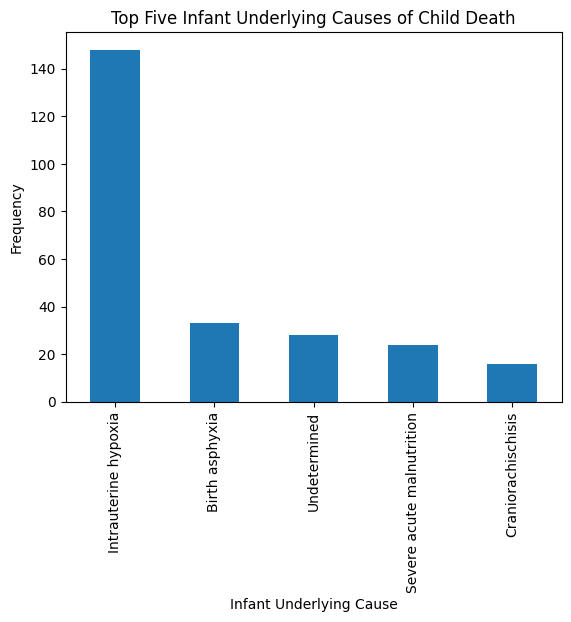 Top Five Infant Underlying Causes of Child Death
Frequency
140
120
100
80
60
40
20
0
Intrauterine hypoxia
Birth asphyxia
Undetermined
Severe acute malnutrition
Craniorachischisis
Infant Underlying Cause